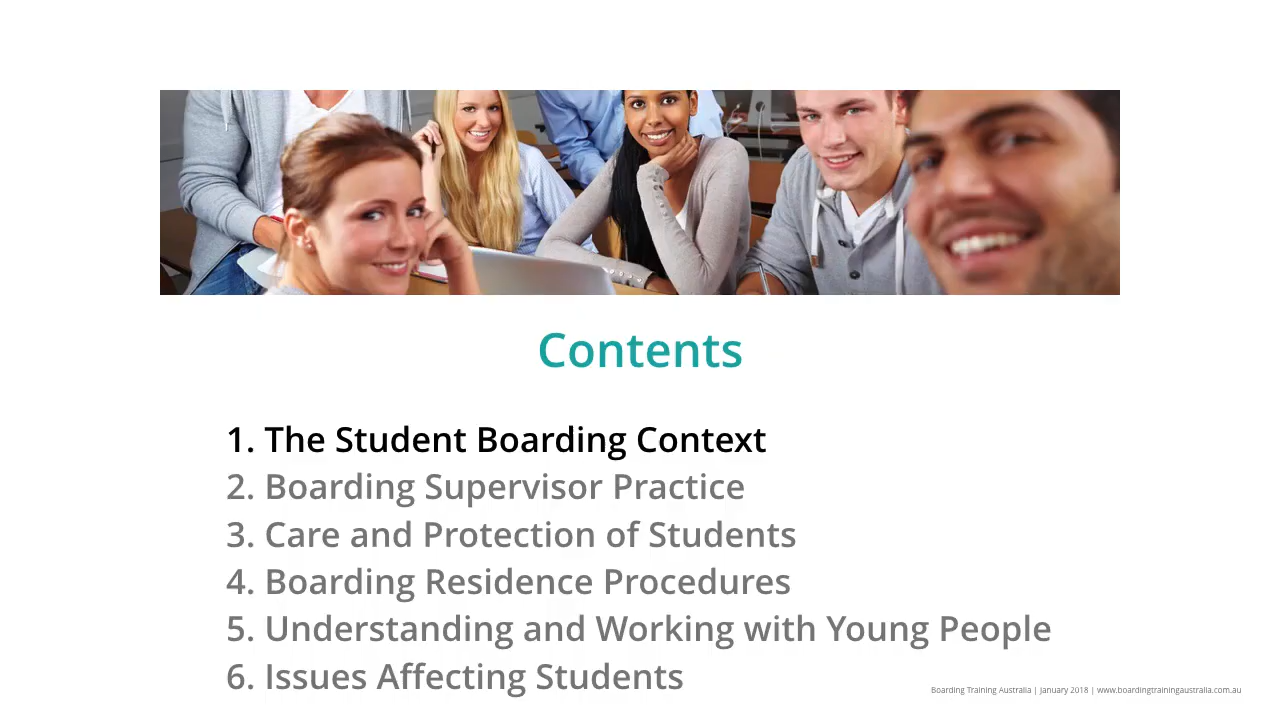 Contents
1. The Student Boarding Context
2. Boarding Supervisor Practice
3. Care and Protection of Students
4. Boarding Residence Procedures
5. Understanding and Working with Young People
6. Issues Affecting Students
Boarding Training Australia | January 2018 | www.boardingtrainingaustralia.com.au